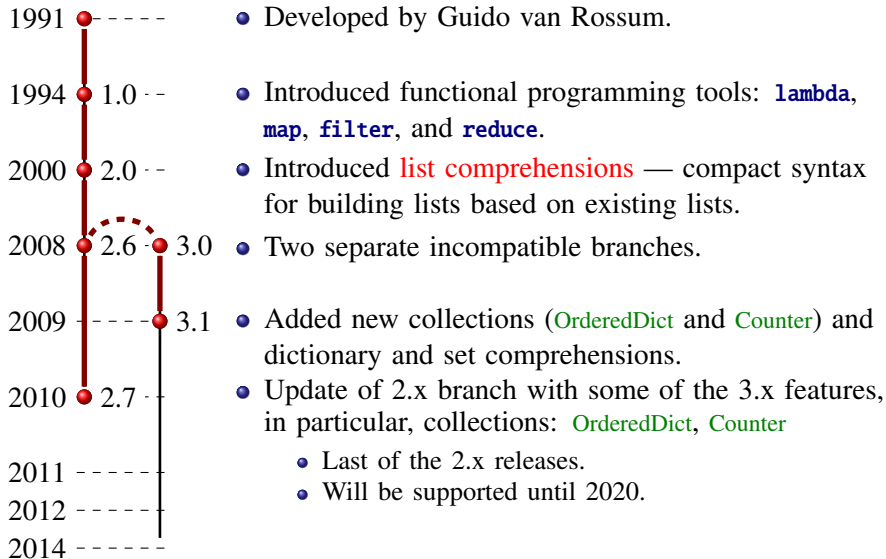 1991 Developed by Guido van Rossum.
1994 1.0 Introduced functional programming tools: lambda,
map, filter, and reduce.
2000 2.0 Introduced list comprehensions — compact syntax
for building lists based on existing lists.
2008 2.6 3.0 Two separate incompatible branches.
2009 3.1 Added new collections (OrderedDict and Counter) and
dictionary and set comprehensions.
2010 2.7 Update of 2.x branch with some of the 3.x features,
in particular, collections: OrderedDict, Counter
2011 Last of the 2.x releases.
2012 Will be supported until 2020.
2014